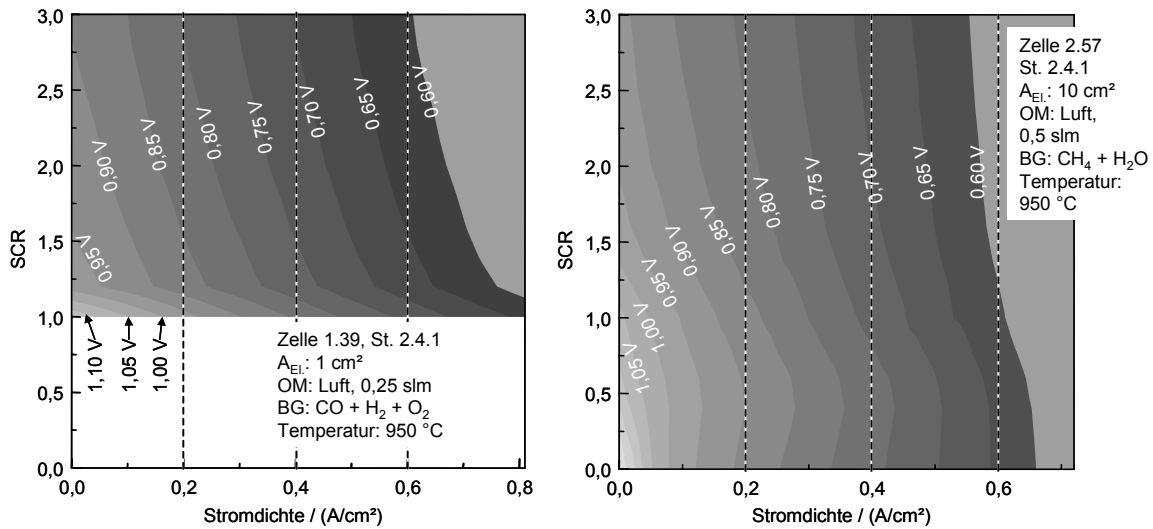 3,0
2,5
2,0
1,5
1,0
0,5
0,0
SCR
0,95 V
0,90 V
0,85 V
0,80 V
0,75 V
0,70 V
0,65 V
0,60 V
1,10 V
1,05 V
1,00 V
Zelle 1.39, St. 2.4.1
A_El.: 1 cm²
OM: Luft, 0,25 slm
BG: CO + H₂ + O₂
Temperatur: 950 °C
0,0 0,2 0,4 0,6 0,8
Stromdichte / (A/cm²)
3,0
2,5
2,0
1,5
1,0
0,5
0,0
SCR
1,05 V
1,00 V
0,95 V
0,90 V
0,85 V
0,80 V
0,75 V
0,70 V
0,65 V
0,60 V
Zelle 2.57
St. 2.4.1
A_El.: 10 cm²
OM: Luft,
0,5 slm
BG: CH₄ + H₂O
Temperatur:
950 °C
0,0 0,2 0,4 0,6
Stromdichte / (A/cm²)